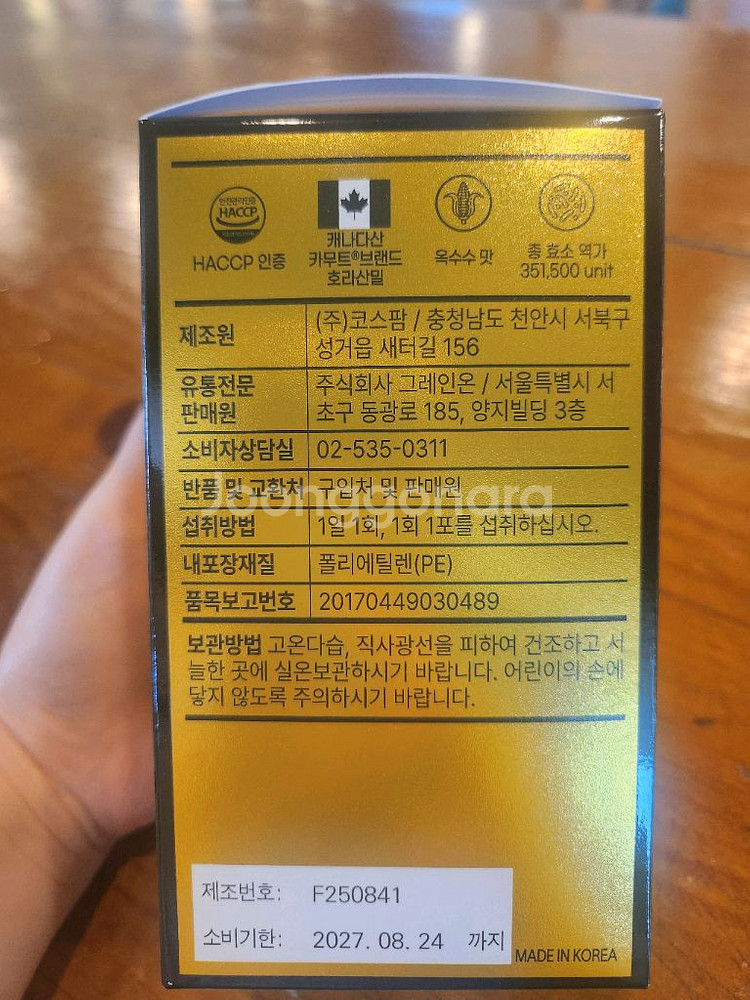 안전관리인증
HACCP
HACCP 인증
캐나다산
카무트®브랜드
호라산밀
옥수수 맛
총 효소 역가
351,500 unit
제조원 (주)코스팜 / 충청남도 천안시 서북구
성거읍 새터길 156
유통전문
판매원
주식회사 그레인온 / 서울특별시 서
초구 동광로 185, 양지빌딩 3층
소비자상담실 02-535-0311
반품 및 교환처 구입처 및 판매원
섭취방법 1일 1회, 1회 1포를 섭취하십시오.
내포장재질 폴리에틸렌(PE)
품목보고번호 20170449030489
보관방법 고온다습, 직사광선을 피하여 건조하고 서
늘한 곳에 실온보관하시기 바랍니다. 어린이의 손에
닿지 않도록 주의하시기 바랍니다.
제조번호: F250841
소비기한: 2027. 08. 24 까지
MADE IN KOREA
Joonggonara